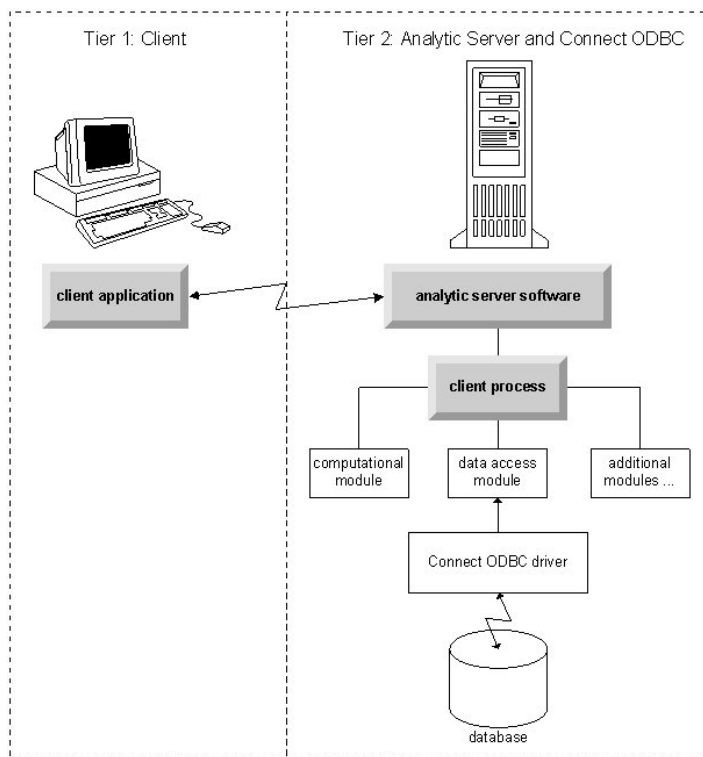 Tier 1: Client
Tier 2: Analytic Server and Connect ODBC
client application
analytic server software
client process
computational
module
data access
module
additional
modules ...
Connect ODBC driver
database